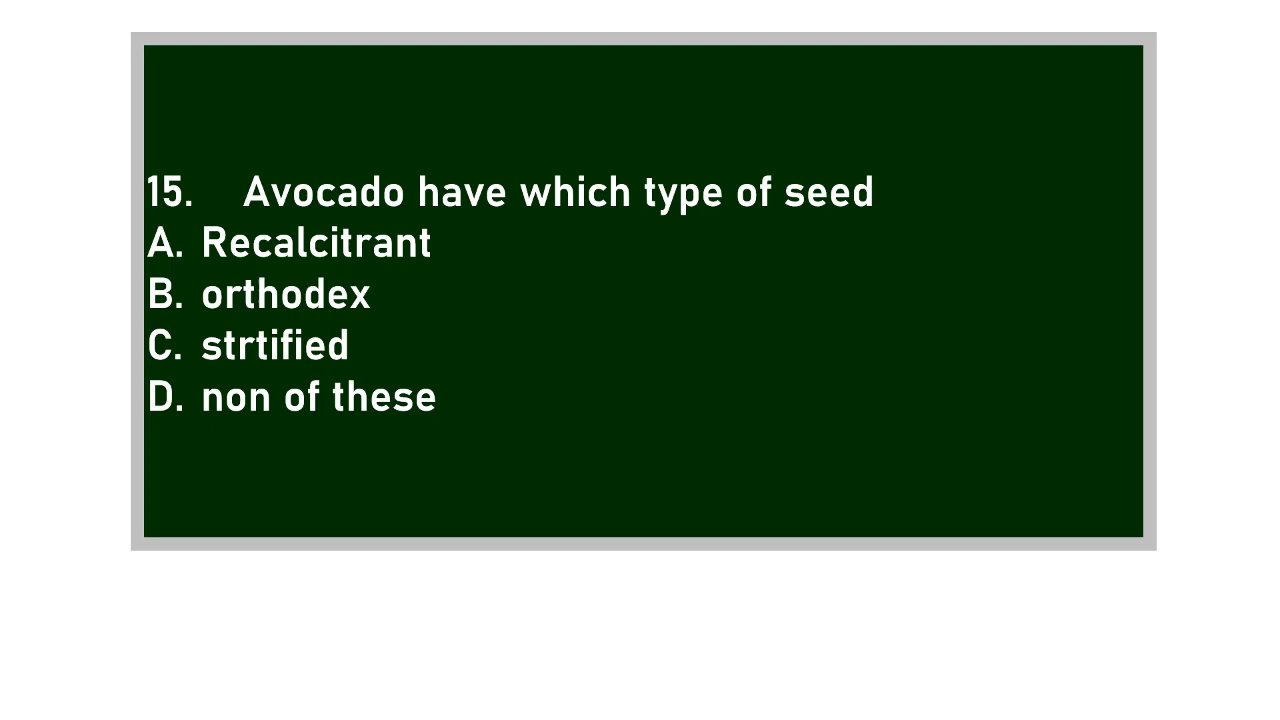 15. Avocado have which type of seed
A. Recalcitrant
B. orthodex
C. strtified
D. non of these